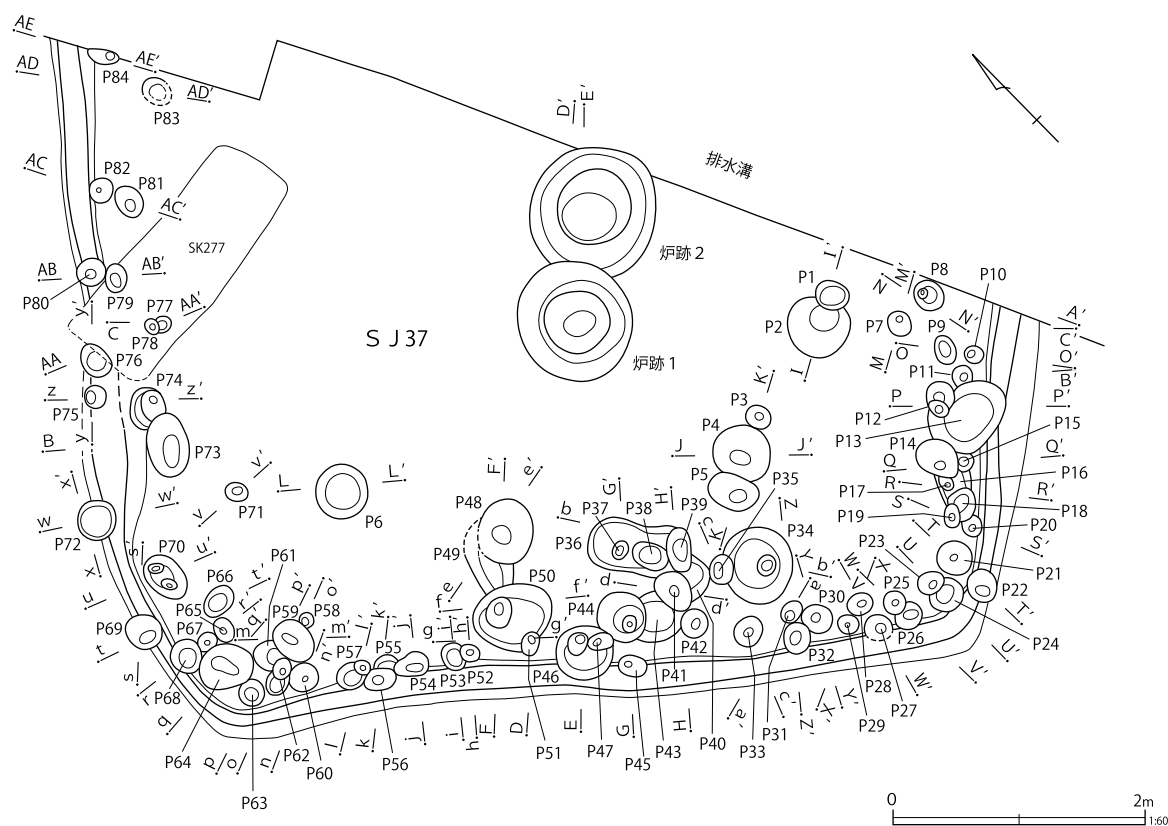 AE
AD
AE'
P84
AD'
P83
D'
E'
排水溝
AC
P82
P81
AC'
SK277
炉跡2
I'
AB
AB'
P80
P79
P77
AA'
y'
C
P78
P1
P2
N
M'
P8
P10
P7
P9
N'
A'
C'
O'
B'
SJ37
炉跡1
M
O
I
AA
P76
P74
z
z'
P75
K'
P3
P11
P
P'
P12
P13
P15
B
y
P73
J
P4
J'
P14
Q'
v'
L
L'
F'
e'
P5
P35
Q
P16
x'
w'
P71
P6
G'
H'
R
P17
R'
w
P72
v
P48
b
P37
P38
P39
Z
S
P19
P18
P36
c
K
P34
T
P20
s'
u'
P49
P23
U
S'
x
P70
P61
P50
Y
b'
P21
u
P66
t'
p'
o'
e
d
a
W
V
X
P25
P22
P65
r'
q'
P59
P58
f
f'
P44
d'
P30
T'
P69
P67
m
n'
m'
l'
k'
j'
g
h'
g'
P26
P24
t
P57
P55
P42
P32
U'
s
r
P68
P54
P53
P52
P46
P41
P28
W'
V'
q
P64
P62
P60
l
k
P56
j
i
h
F
D
P51
E
P47
G
P45
P43
H
P40
a'
P33
P31
c'
Z'
X'
Y'
P29
P27
p
o
n
P63
0
2m
1:60